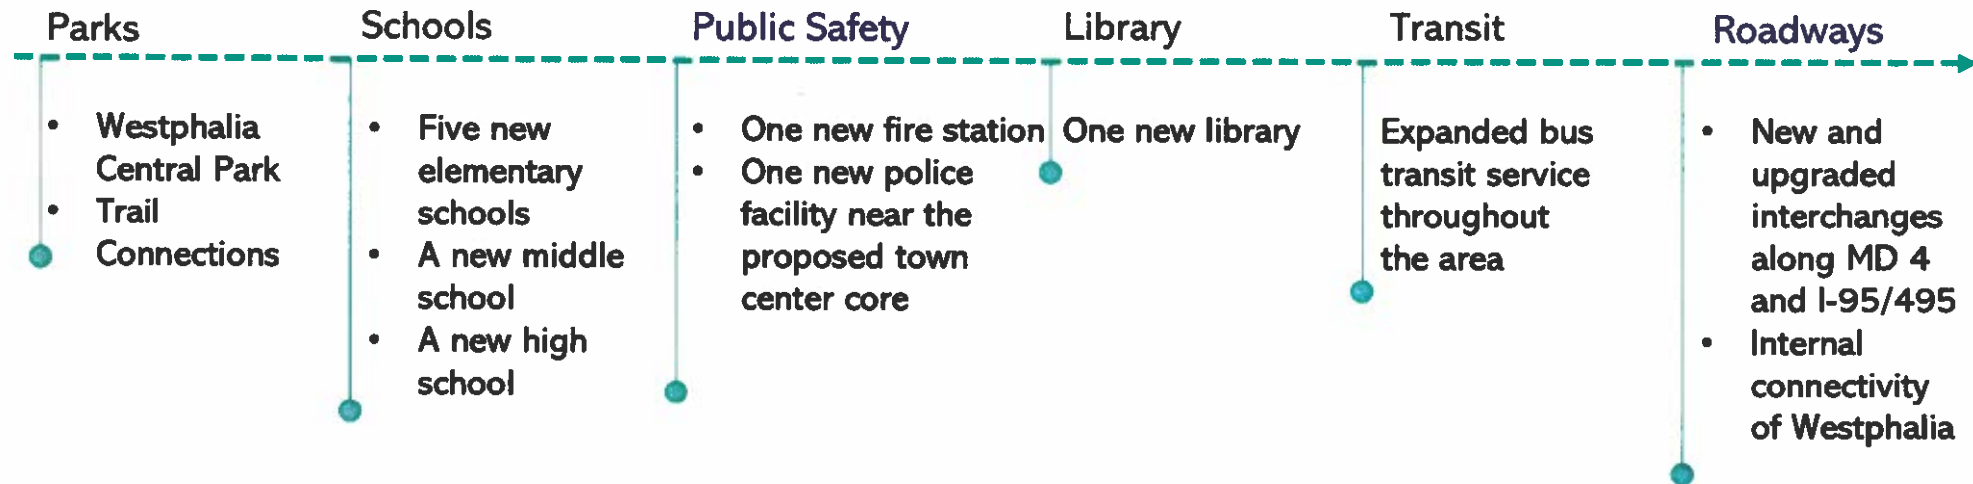 Parks
• Westphalia
Central Park
• Trail
Connections
Schools
• Five new
elementary
schools
• A new middle
school
• A new high
school
Public Safety
• One new fire station
• One new police
facility near the
proposed town
center core
Library
One new library
Transit
Expanded bus
transit service
throughout
the area
Roadways
• New and
upgraded
interchanges
along MD 4
and I-95/495
• Internal
connectivity
of Westphalia